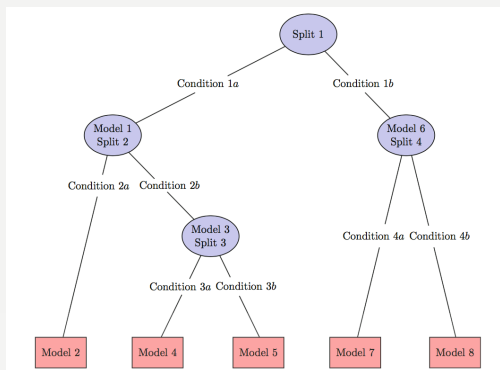 Split 1
Condition 1a
Condition 1b
Model 1
Split 2
Model 6
Split 4
Condition 2a
Condition 2b
Model 3
Split 3
Condition 4a
Condition 4b
Condition 3a
Condition 3b
Model 2
Model 4
Model 5
Model 7
Model 8